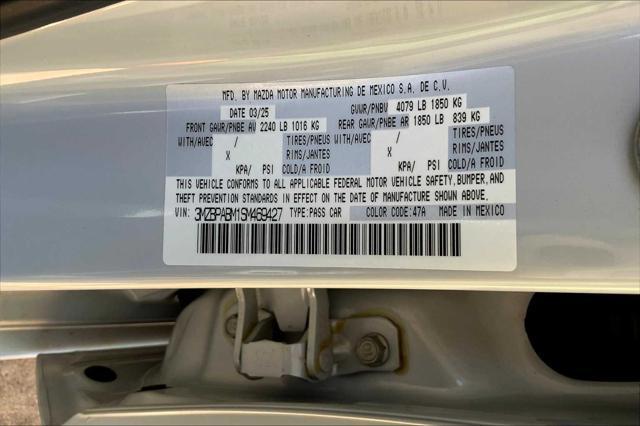 MFD. BY MAZDA MOTOR MANUFACTURING DE MEXICO S.A. DE C.V.
DATE 03/25 GVWR/PNBV 4079 LB 1850 KG
FRONT GAWR/PNBE AV 2240 LB 1016 KG REAR GAWR/PNBE AR 1850 LB 839 KG
WITH/AVEC / TIRES/PNEUS WITH/AVEC / TIRES/PNEUS
X RIMS/JANTES X RIMS/JANTES
KPA/ PSI COLD/A FROID KPA/ PSI COLD/A FROID
THIS VEHICLE CONFORMS TO ALL APPLICABLE FEDERAL MOTOR VEHICLE SAFETY, BUMPER, AND
THEFT PREVENTION STANDARDS IN EFFECT ON THE DATE OF MANUFACTURE SHOWN ABOVE.
VIN: 3MZBPABM1SM469427 TYPE:PASS CAR COLOR CODE:47A MADE IN MEXICO